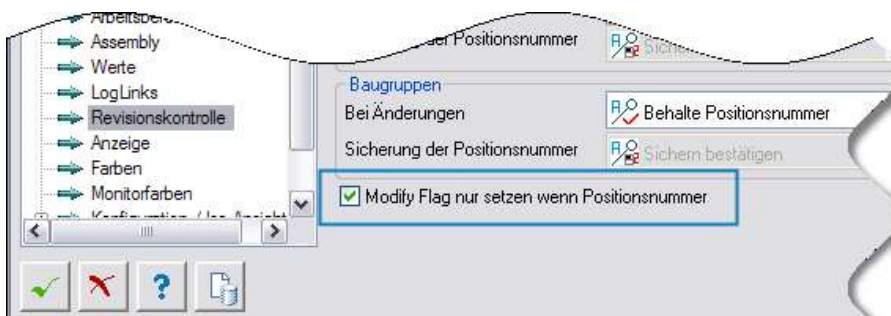 Assembly
Werte
LogLinks
Revisionskontrolle
Anzeige
Farben
Monitorfarben
Positionsnummer
Baugruppen
Bei Änderungen
Behalte Positionsnummer
Sicherung der Positionsnummer
Sichern bestätigen
Modify Flag nur setzen wenn Positionsnummer